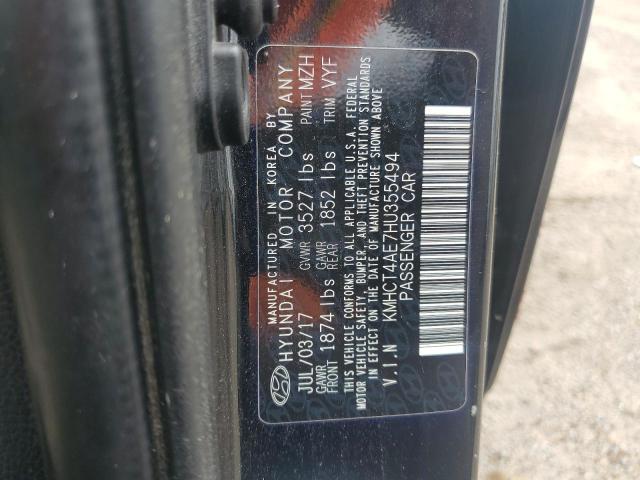 MANUFACTURED IN KOREA BY
HYUNDAI MOTOR COMPANY
JUL/03/17 GVWR 3527 lbs PAINT MZH
GAWR FRONT 1874 lbs GAWR REAR 1852 lbs TRIM VYF
THIS VEHICLE CONFORMS TO ALL APPLICABLE U.S.A. FEDERAL
MOTOR VEHICLE SAFETY, BUMPER, AND THEFT PREVENTION STANDARDS
IN EFFECT ON THE DATE OF MANUFACTURE SHOWN ABOVE
V.I.N KMHCT4AE7HU355494
PASSENGER CAR